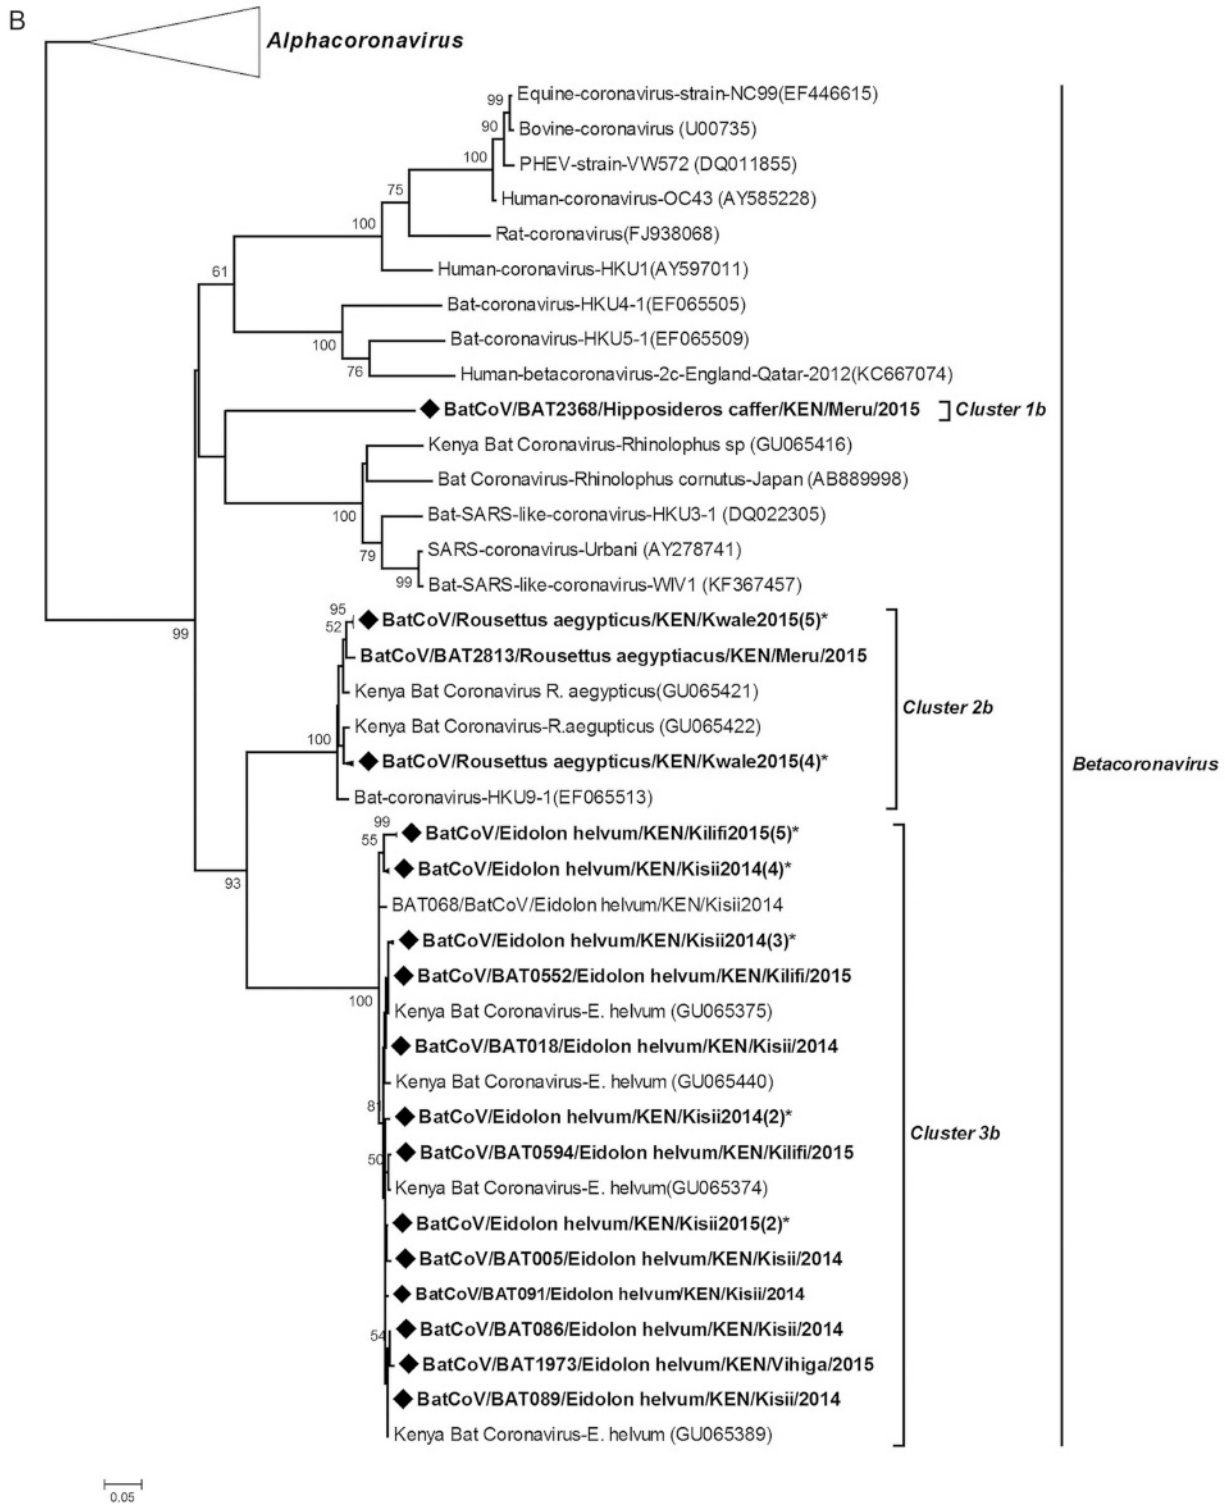 B
Alphacoronavirus
99
Equine-coronavirus-strain-NC99(EF446615)
90
Bovine-coronavirus (U00735)
100
PHEV-strain-VW572 (DQ011855)
75
Human-coronavirus-OC43 (AY585228)
100
Rat-coronavirus(FJ938068)
61
Human-coronavirus-HKU1(AY597011)
Bat-coronavirus-HKU4-1(EF065505)
100
Bat-coronavirus-HKU5-1(EF065509)
76
Human-betacoronavirus-2c-England-Qatar-2012(KC667074)
BatCoV/BAT2368/Hipposideros caffer/KEN/Meru/2015
Cluster 1b
Kenya Bat Coronavirus-Rhinolophus sp (GU065416)
Bat Coronavirus-Rhinolophus cornutus-Japan (AB889998)
100
Bat-SARS-like-coronavirus-HKU3-1 (DQ022305)
79
SARS-coronavirus-Urbani (AY278741)
99
Bat-SARS-like-coronavirus-WIV1 (KF367457)
95
52
99
BatCoV/Rousettus aegypticus/KEN/Kwale2015(5)*
BatCoV/BAT2813/Rousettus aegyptiacus/KEN/Meru/2015
Kenya Bat Coronavirus R. aegypticus(GU065421)
Cluster 2b
Kenya Bat Coronavirus-R.aegupticus (GU065422)
100
BatCoV/Rousettus aegypticus/KEN/Kwale2015(4)*
Betacoronavirus
Bat-coronavirus-HKU9-1(EF065513)
99
55
BatCoV/Eidolon helvum/KEN/Kilifi2015(5)*
BatCoV/Eidolon helvum/KEN/Kisii2014(4)*
93
BAT068/BatCoV/Eidolon helvum/KEN/Kisii2014
BatCoV/Eidolon helvum/KEN/Kisii2014(3)*
BatCoV/BAT0552/Eidolon helvum/KEN/Kilifi/2015
100
Kenya Bat Coronavirus-E. helvum (GU065375)
BatCoV/BAT018/Eidolon helvum/KEN/Kisii/2014
Kenya Bat Coronavirus-E. helvum (GU065440)
81
BatCoV/Eidolon helvum/KEN/Kisii2014(2)*
Cluster 3b
50
BatCoV/BAT0594/Eidolon helvum/KEN/Kilifi/2015
Kenya Bat Coronavirus-E. helvum(GU065374)
BatCoV/Eidolon helvum/KEN/Kisii2015(2)*
BatCoV/BAT005/Eidolon helvum/KEN/Kisii/2014
BatCoV/BAT091/Eidolon helvum/KEN/Kisii/2014
54
BatCoV/BAT086/Eidolon helvum/KEN/Kisii/2014
BatCoV/BAT1973/Eidolon helvum/KEN/Vihiga/2015
BatCoV/BAT089/Eidolon helvum/KEN/Kisii/2014
Kenya Bat Coronavirus-E. helvum (GU065389)
0.05